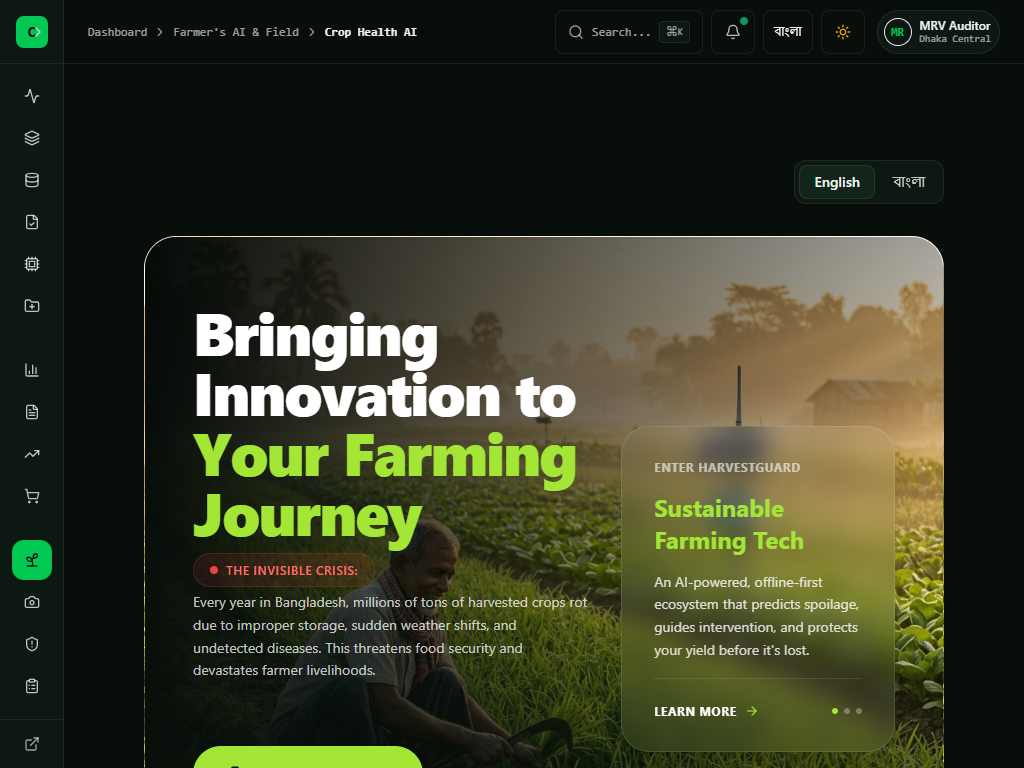 C
Dashboard > Farmer's AI & Field > Crop Health AI
Search... ⌘K
বাংলা
MR
MRV Auditor
Dhaka Central
English
বাংলা
Bringing
Innovation to
Your Farming
Journey
THE INVISIBLE CRISIS:
Every year in Bangladesh, millions of tons of harvested crops rot
due to improper storage, sudden weather shifts, and
undetected diseases. This threatens food security and
devastates farmer livelihoods.
ENTER HARVESTGUARD
Sustainable
Farming Tech
An AI-powered, offline-first
ecosystem that predicts spoilage,
guides intervention, and protects
your yield before it's lost.
LEARN MORE →